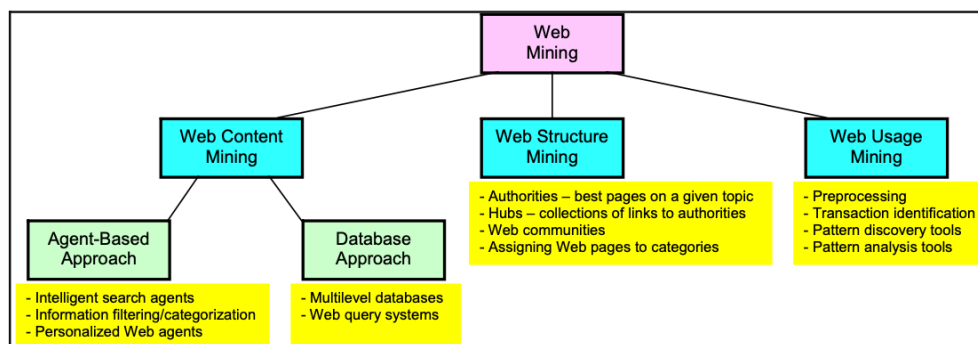 Web
Mining
Web Content
Mining
Web Structure
Mining
Web Usage
Mining
- Authorities – best pages on a given topic
- Hubs – collections of links to authorities
- Web communities
- Assigning Web pages to categories
- Preprocessing
- Transaction identification
- Pattern discovery tools
- Pattern analysis tools
Agent-Based
Approach
Database
Approach
- Intelligent search agents
- Information filtering/categorization
- Personalized Web agents
- Multilevel databases
- Web query systems